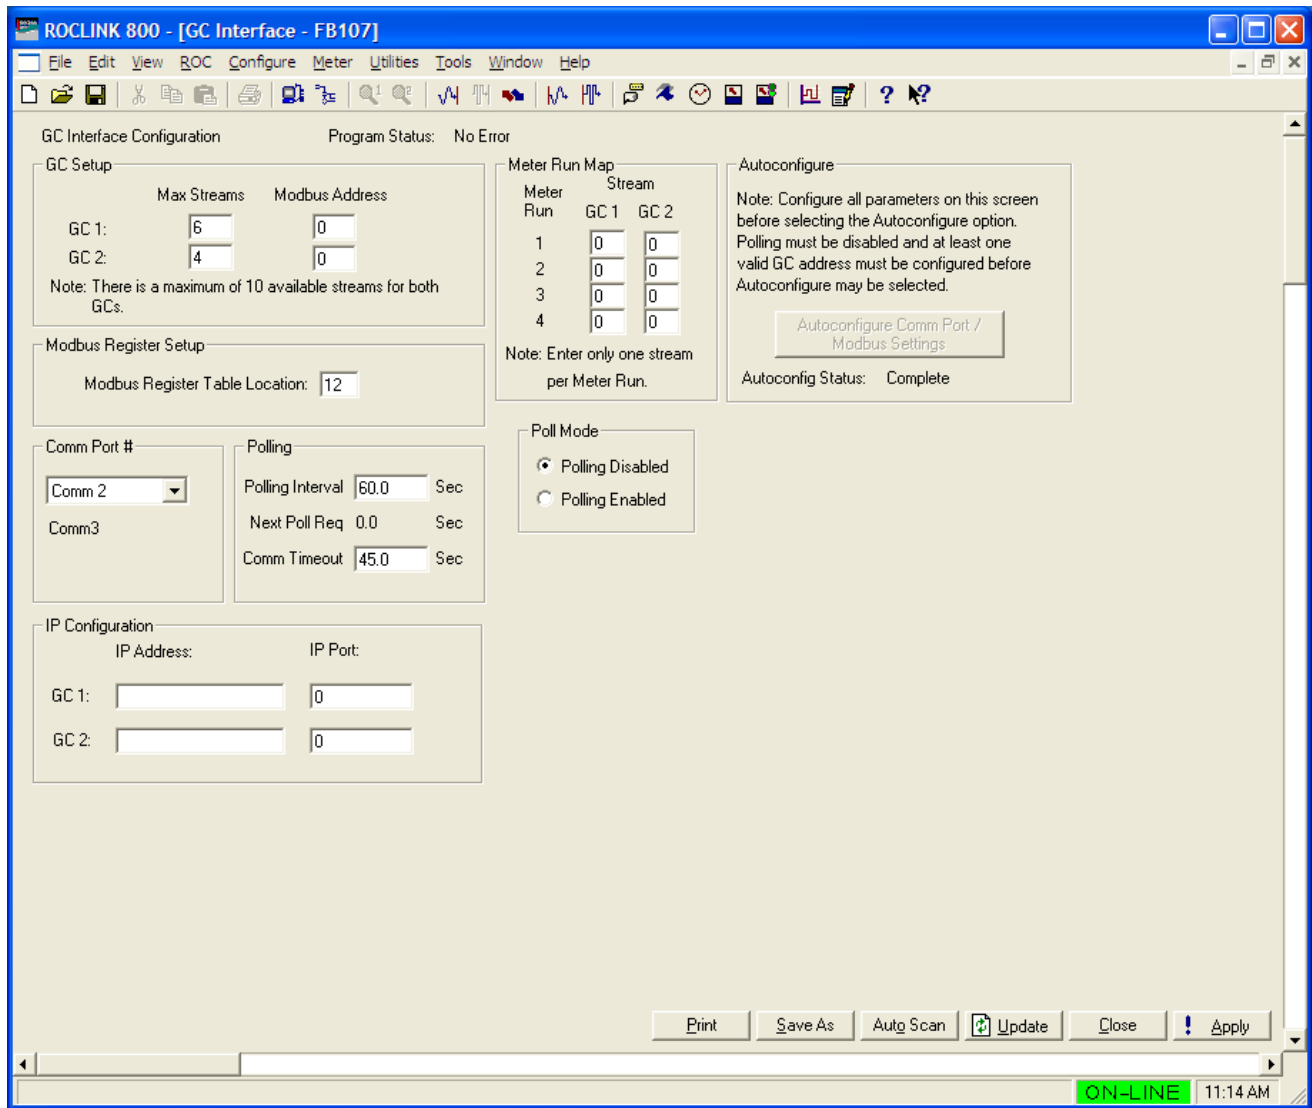 ROCLINK 800 - [GC Interface - FB107]
File Edit View ROC Configure Meter Utilities Tools Window Help
GC Interface Configuration Program Status: No Error
GC Setup
Max Streams Modbus Address
GC 1: 6 0
GC 2: 4 0
Note: There is a maximum of 10 available streams for both
GCs.
Modbus Register Setup
Modbus Register Table Location: 12
Comm Port #
Comm 2
Comm3
Polling
Polling Interval 60.0 Sec
Next Poll Req 0.0 Sec
Comm Timeout 45.0 Sec
IP Configuration
IP Address: IP Port:
GC 1: 0
GC 2: 0
Meter Run Map
Stream
Meter
Run GC 1 GC 2
1 0 0
2 0 0
3 0 0
4 0 0
Note: Enter only one stream
per Meter Run.
Poll Mode
Polling Disabled
Polling Enabled
Autoconfigure
Note: Configure all parameters on this screen
before selecting the Autoconfigure option.
Polling must be disabled and at least one
valid GC address must be configured before
Autoconfigure may be selected.
Autoconfigure Comm Port /
Modbus Settings
Autoconfig Status: Complete
Print Save As Auto Scan Update Close ! Apply
ON-LINE 11:14 AM